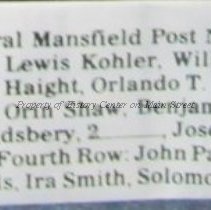 ral Mansfield Post N
Lewis Kohler, Wil
Haight, Orlando T.
Property of History Center on Main Street
Orin Shaw. Benjam
dsbery, 2______, Jose
Fourth Row: John Pa
s, Ira Smith, Solomo